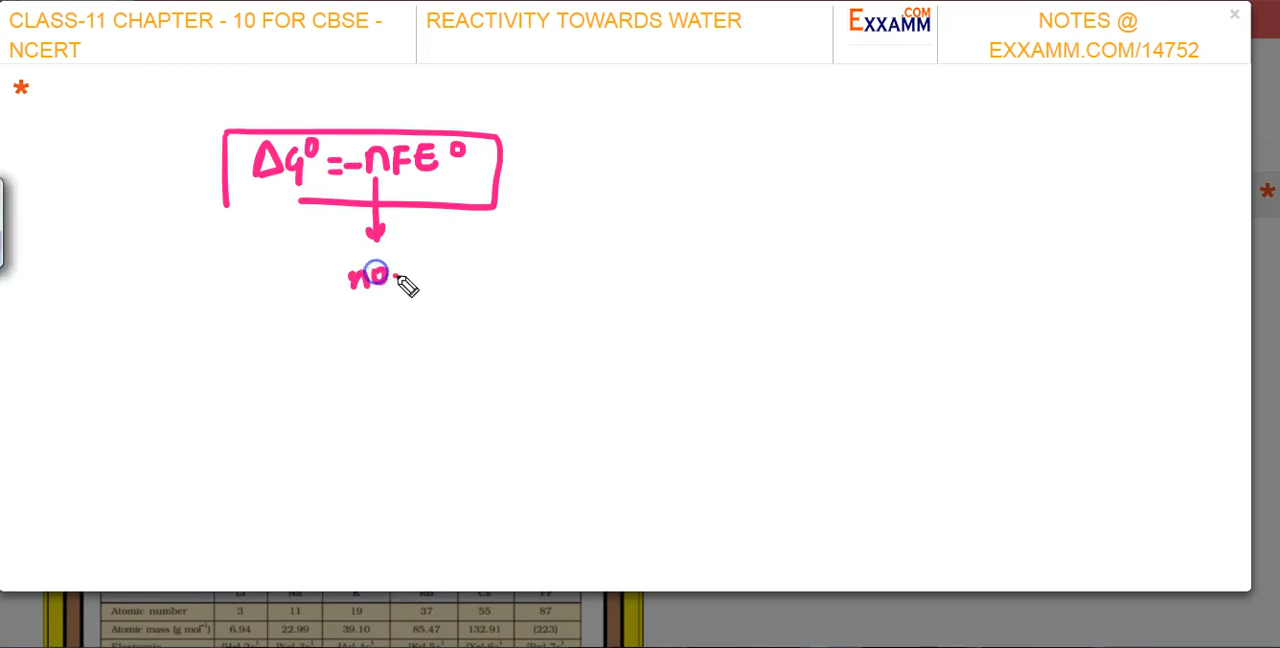 CLASS-11 CHAPTER - 10 FOR CBSE -
NCERT
REACTIVITY TOWARDS WATER
EXXAMM.COM
NOTES @
EXXAMM.COM/14752
×
*
ΔG⁰ = -nFE⁰
no.
*
Atomic number 3 11 19 37 55 87
Atomic mass (g mol⁻¹) 6.94 22.99 39.10 85.47 132.91 (223)